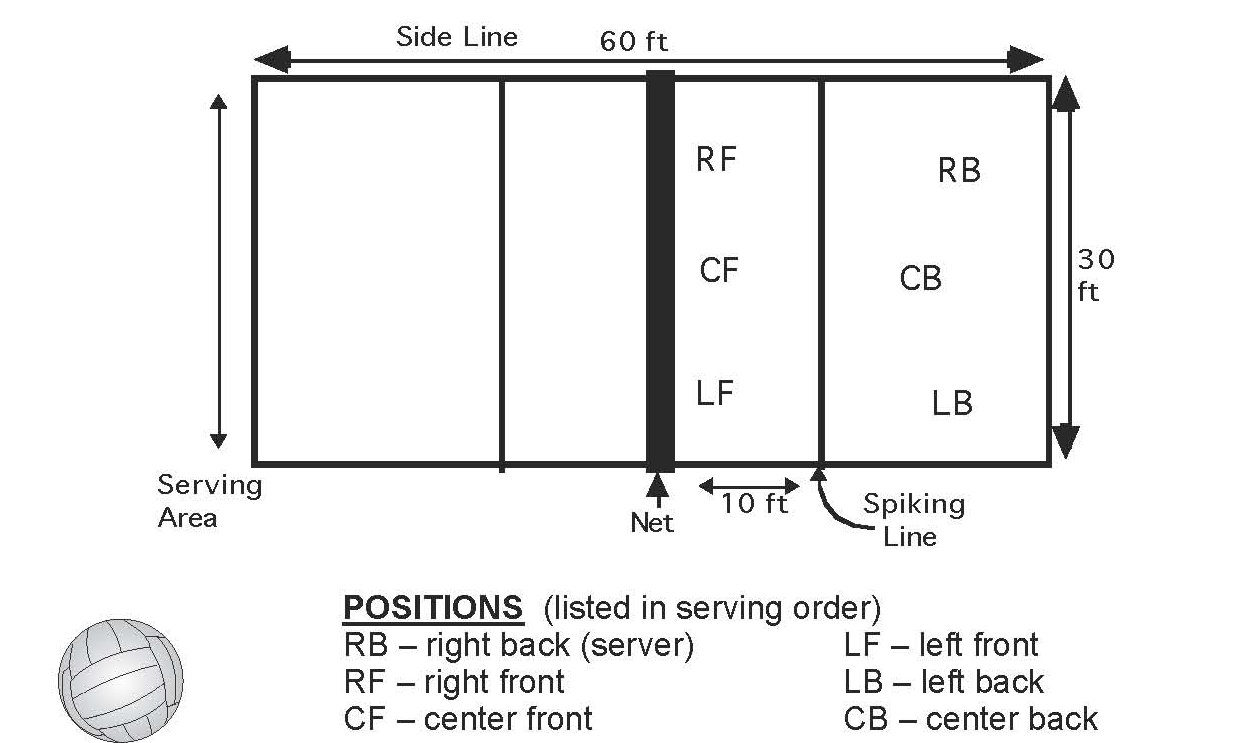 Side Line
60 ft
RF
RB
CF
CB
30
ft
LF
LB
Serving
Area
Net
10 ft
Spiking
Line
POSITIONS (listed in serving order)
RB – right back (server)
RF – right front
CF – center front
LF – left front
LB – left back
CB – center back